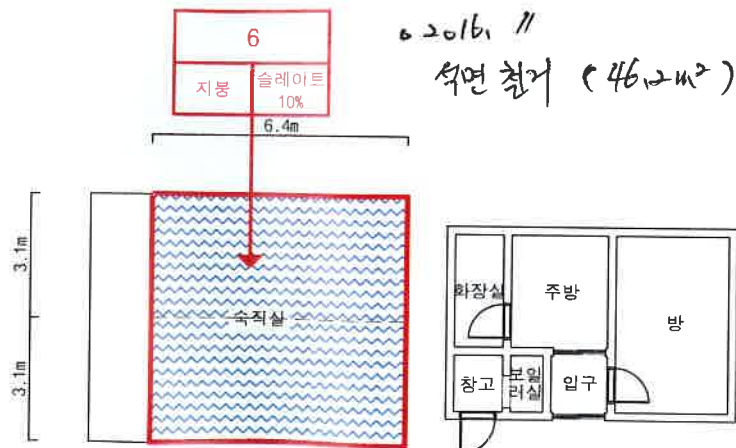 6
지붕
슬레이트
10%
6.4m
2016. 11
석면 철거 (46.2m²)
3.1m
3.1m
숙직실
화장실
주방
방
창고
보일
러실
입구